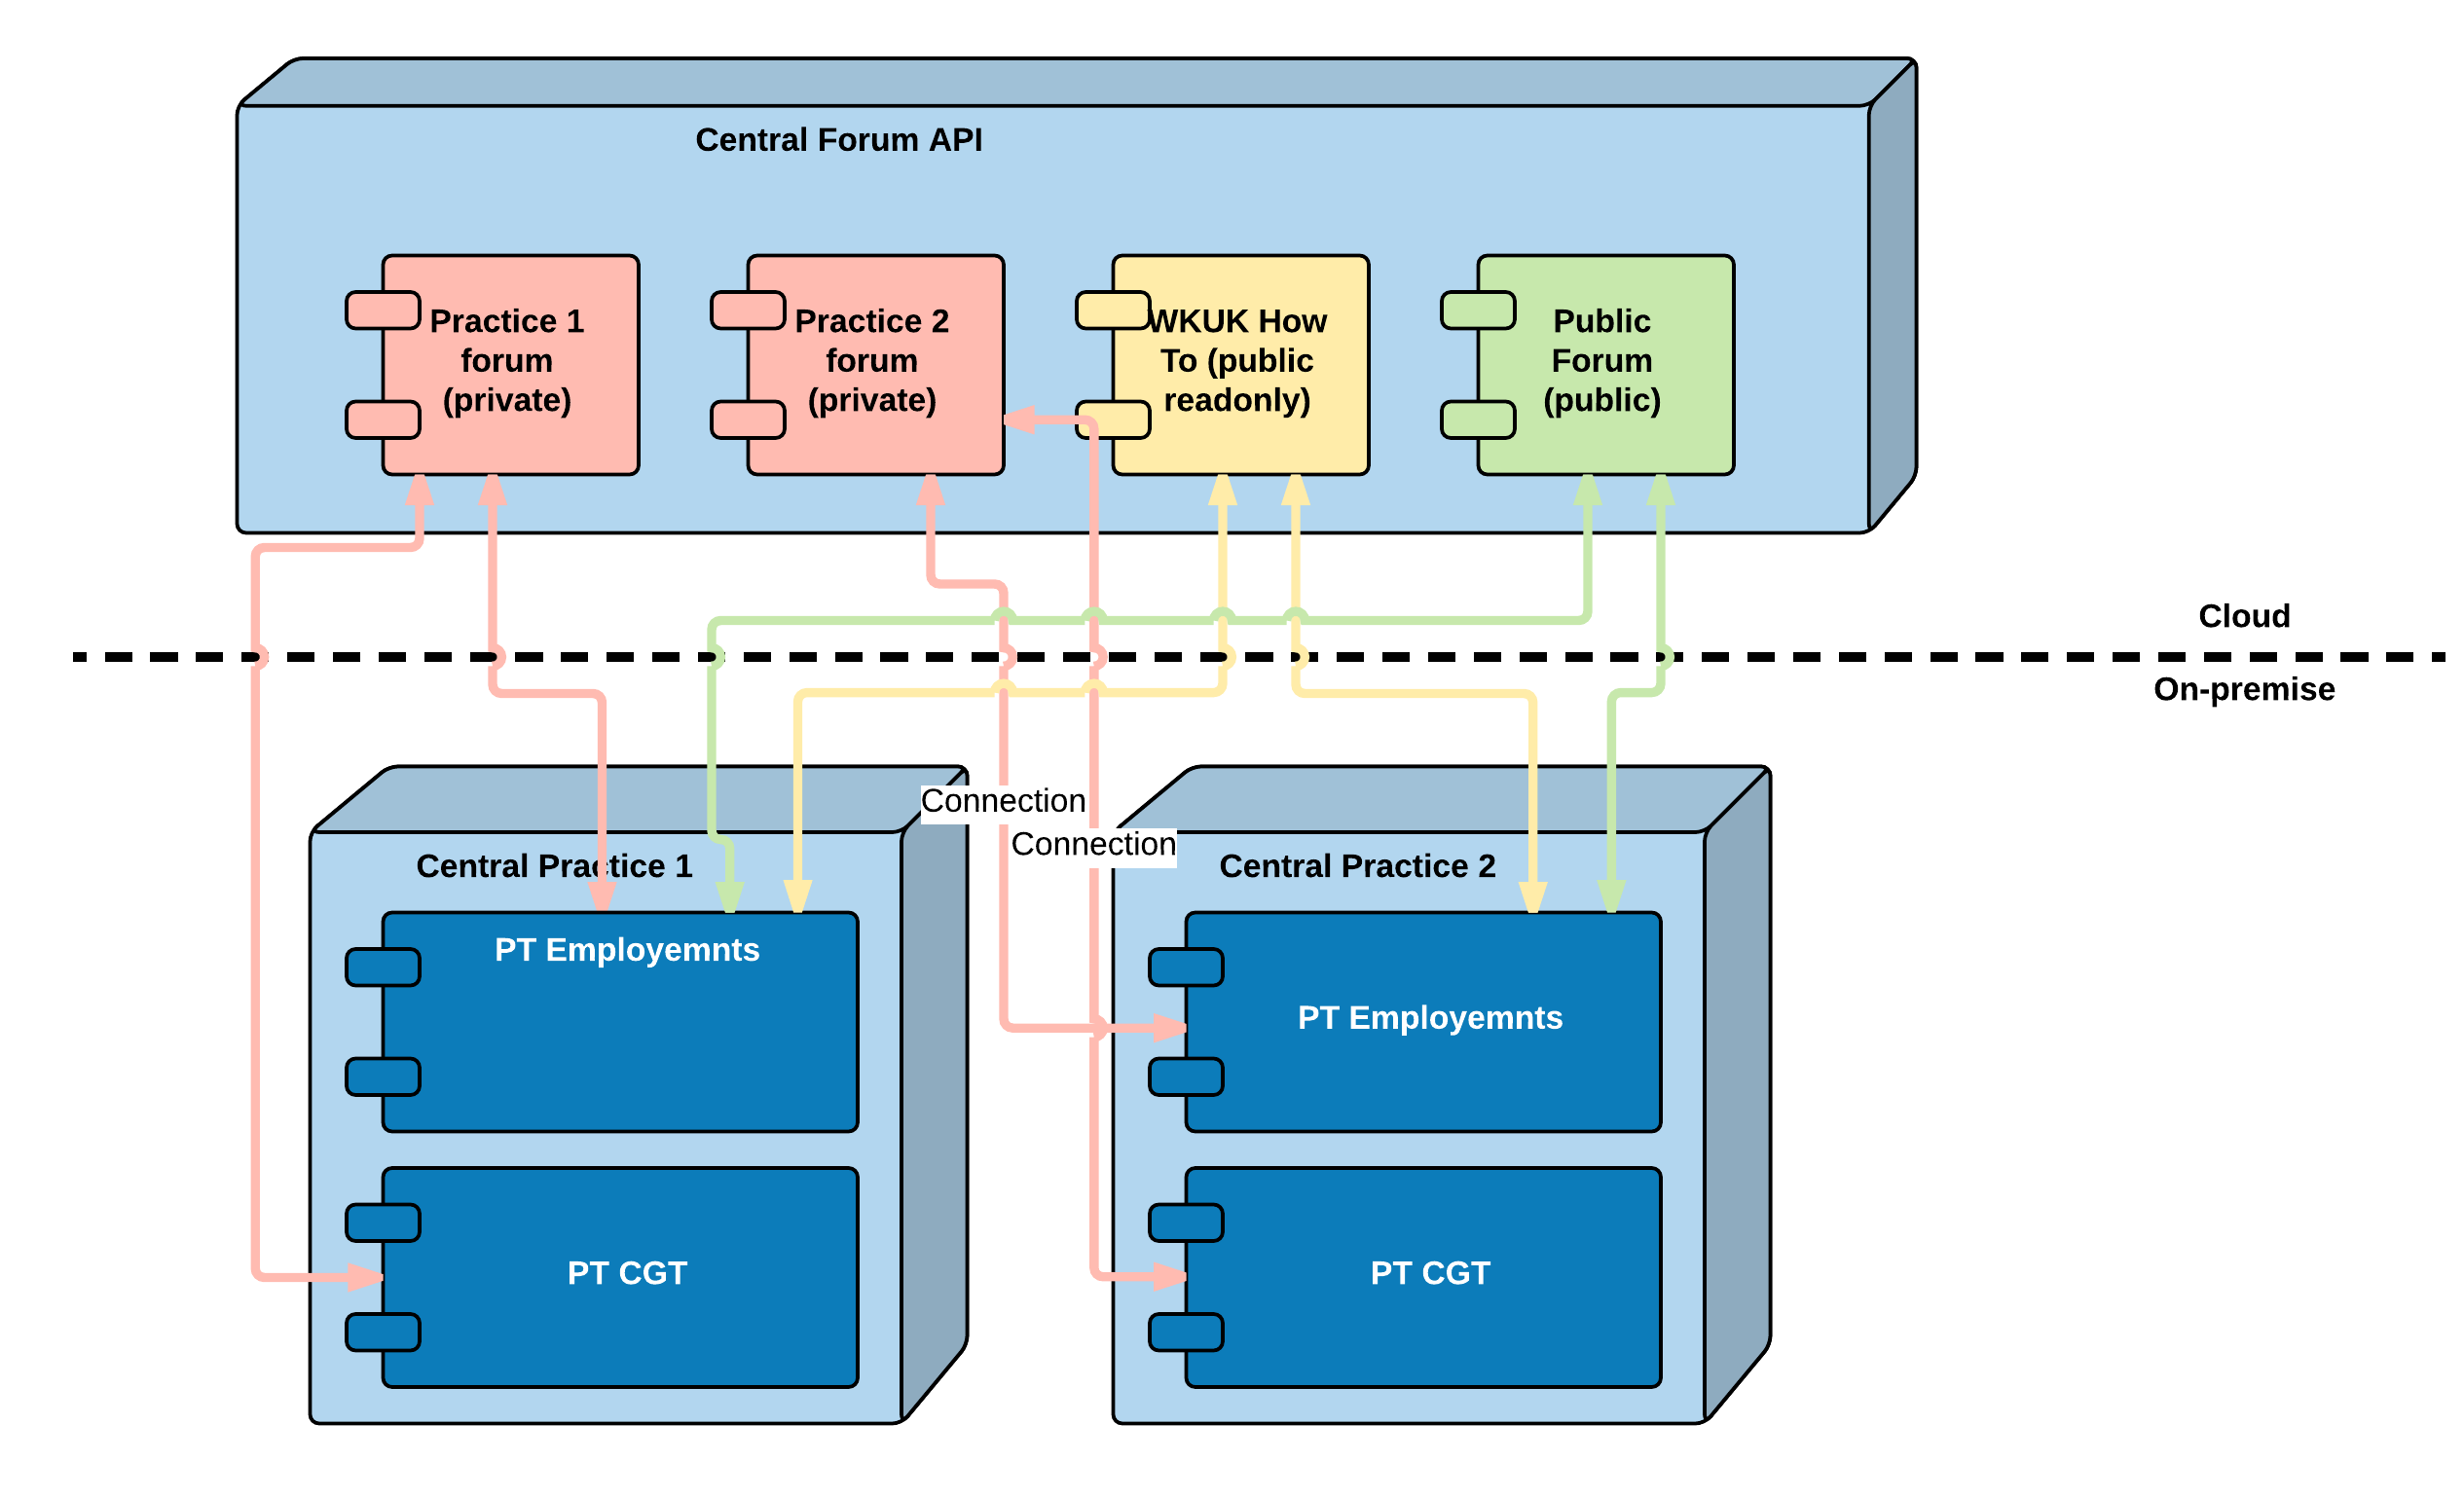 Central Forum API
Practice 1
forum
(private)
Practice 2
forum
(private)
WKUK How
To (public
readonly)
Public
Forum
(public)
Cloud
On-premise
Connection
Connection
Central Practice 1
PT Employemnts
PT CGT
Central Practice 2
PT Employemnts
PT CGT